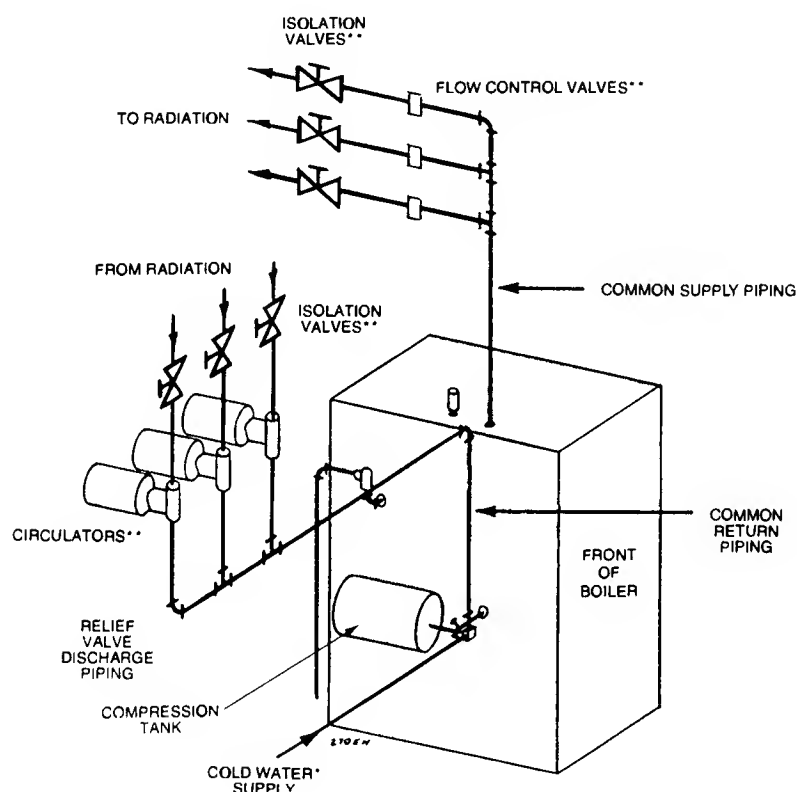 ISOLATION
VALVES**
FLOW CONTROL VALVES**
TO RADIATION
FROM RADIATION
ISOLATION
VALVES**
COMMON SUPPLY PIPING
CIRCULATORS**
COMMON
RETURN
PIPING
FRONT
OF
BOILER
RELIEF
VALVE
DISCHARGE
PIPING
COMPRESSION
TANK
COLD WATER*
SUPPLY